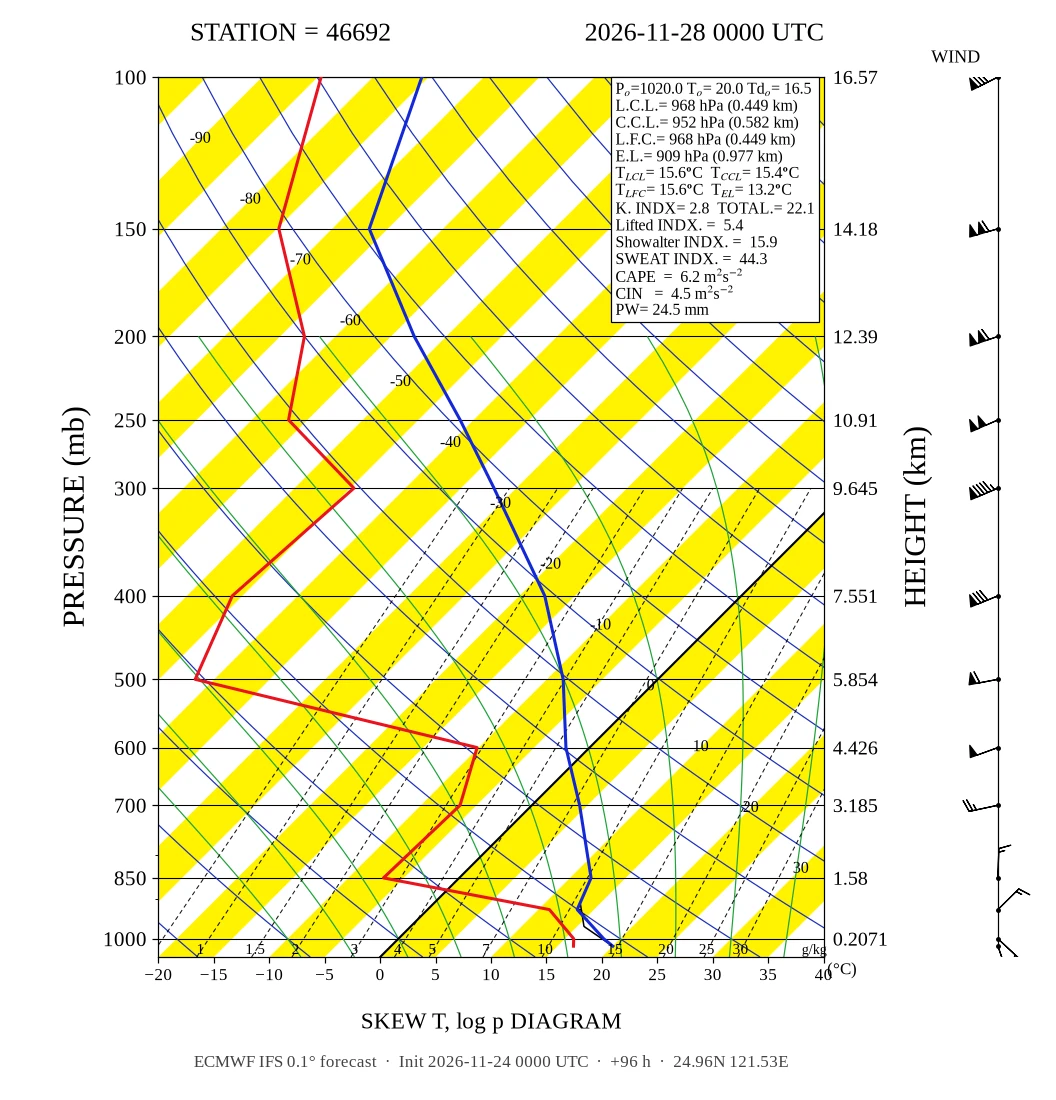 STATION = 46692
2026-11-28 0000 UTC
WIND
100
16.57
Pₒ=1020.0 Tₒ= 20.0 Tdₒ= 16.5
L.C.L.= 968 hPa (0.449 km)
C.C.L.= 952 hPa (0.582 km)
L.F.C.= 968 hPa (0.449 km)
E.L.= 909 hPa (0.977 km)
T_LCL= 15.6°C T_CCL= 15.4°C
T_LFC= 15.6°C T_EL= 13.2°C
K. INDX= 2.8 TOTAL.= 22.1
Lifted INDX. = 5.4
Showalter INDX. = 15.9
SWEAT INDX. = 44.3
CAPE = 6.2 m²s⁻²
CIN = 4.5 m²s⁻²
PW= 24.5 mm
-90
-80
150
14.18
-70
-60
200
12.39
-50
250
10.91
-40
300
9.645
-30
PRESSURE (mb)
HEIGHT (km)
-20
400
7.551
-10
500
5.854
0
600
4.426
10
700
3.185
20
850
1.58
30
1000
0.2071
1 1.5 2 3 4 5 7 10 15 20 25 30 g/kg
−20 −15 −10 −5 0 5 10 15 20 25 30 35 40 (°C)
SKEW T, log p DIAGRAM
ECMWF IFS 0.1° forecast · Init 2026-11-24 0000 UTC · +96 h · 24.96N 121.53E